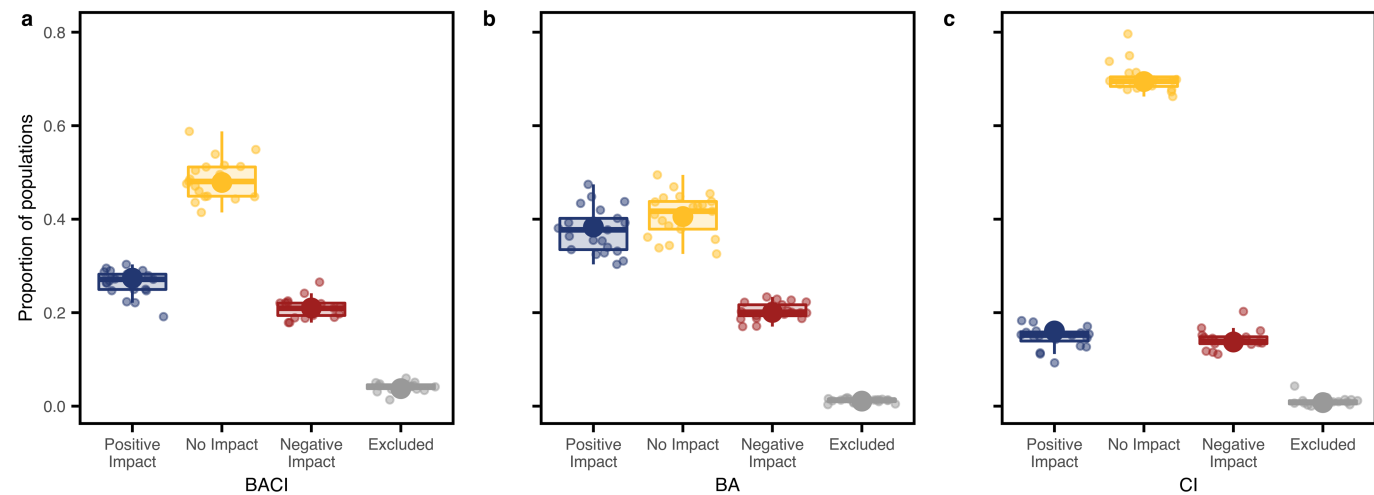 a
b
c
Proportion of populations
0.8
0.6
0.4
0.2
0.0
Positive
Impact
No Impact
Negative
Impact
Excluded
BACI
Positive
Impact
No Impact
Negative
Impact
Excluded
BA
Positive
Impact
No Impact
Negative
Impact
Excluded
CI